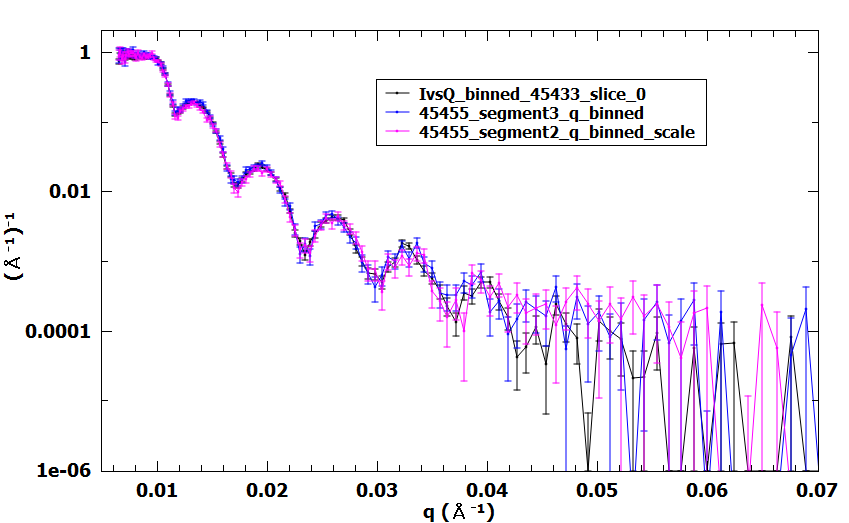 1
0.01
0.0001
1e-06
(Å⁻¹)⁻¹
IvsQ_binned_45433_slice_0
45455_segment3_q_binned
45455_segment2_q_binned_scale
0.01 0.02 0.03 0.04 0.05 0.06 0.07
q (Å⁻¹)